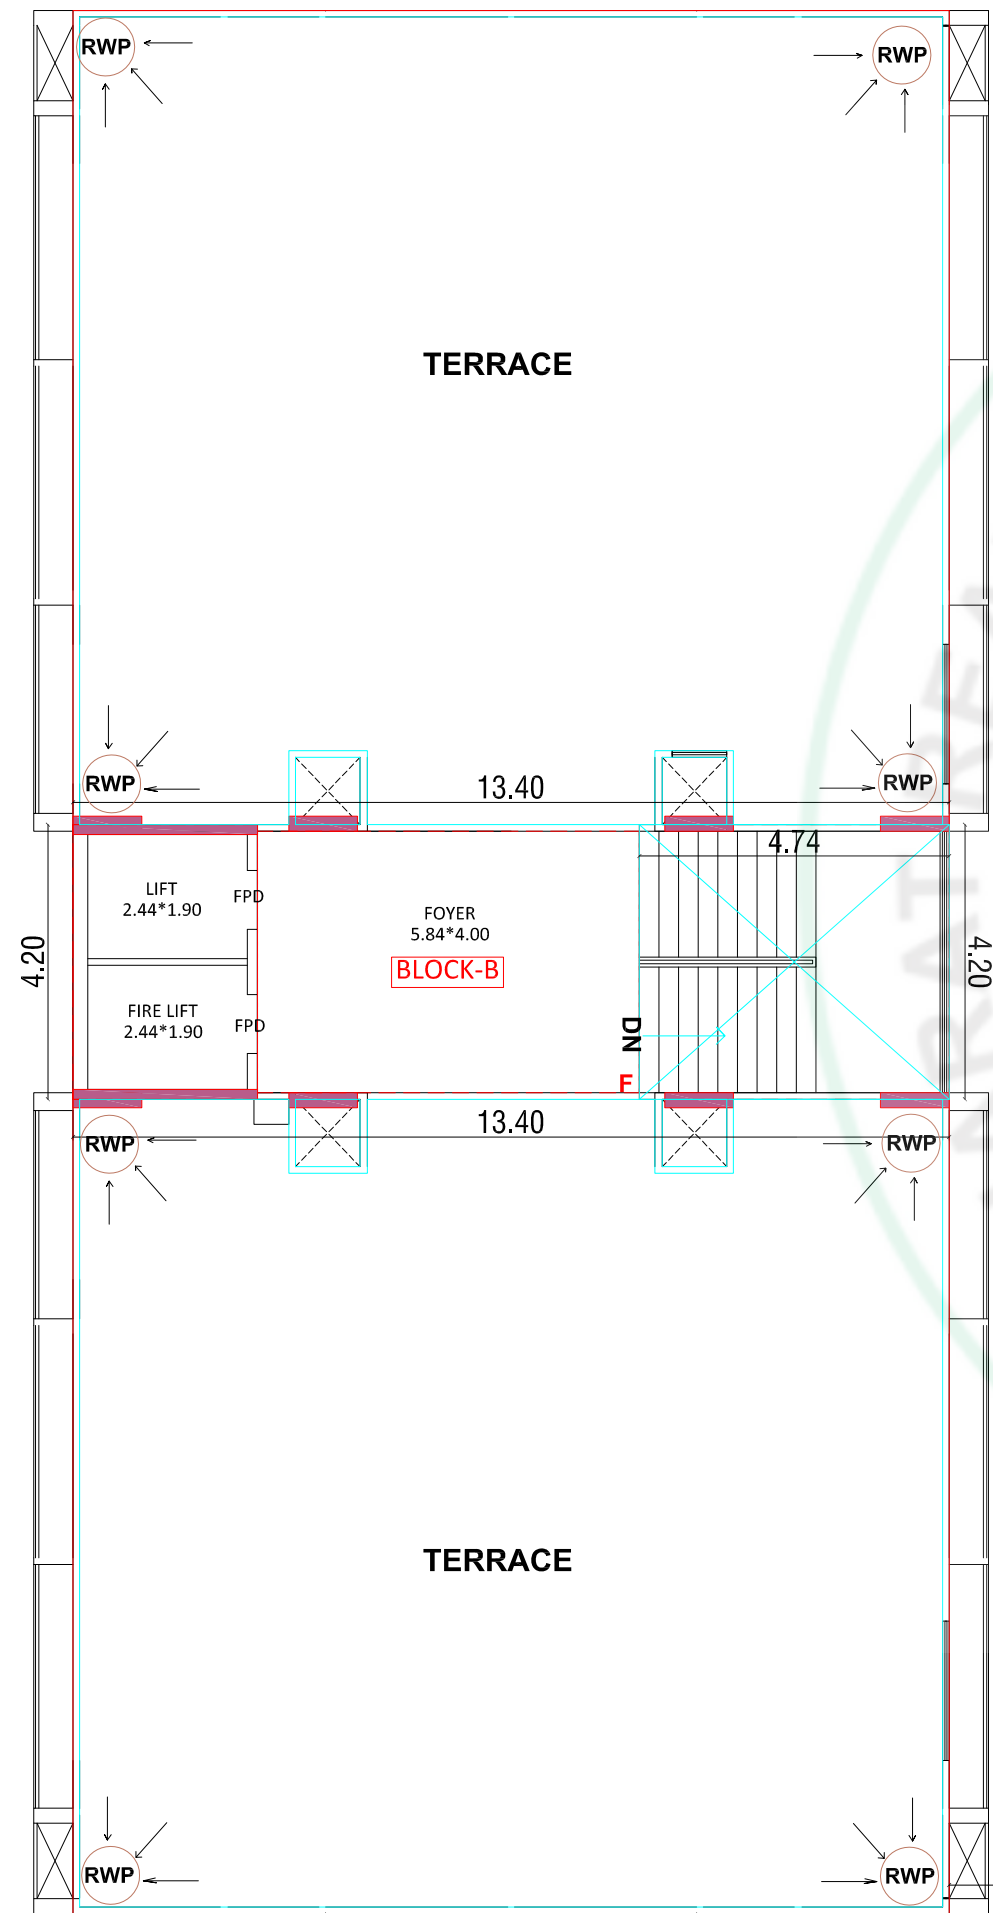 RWP
RWP
TERRACE
RWP
13.40
RWP
4.74
LIFT
2.44*1.90
FPD
FOYER
5.84*4.00
BLOCK-B
4.20
4.20
FIRE LIFT
2.44*1.90
FPD
DN
F
13.40
RWP
RWP
TERRACE
RWP
RWP